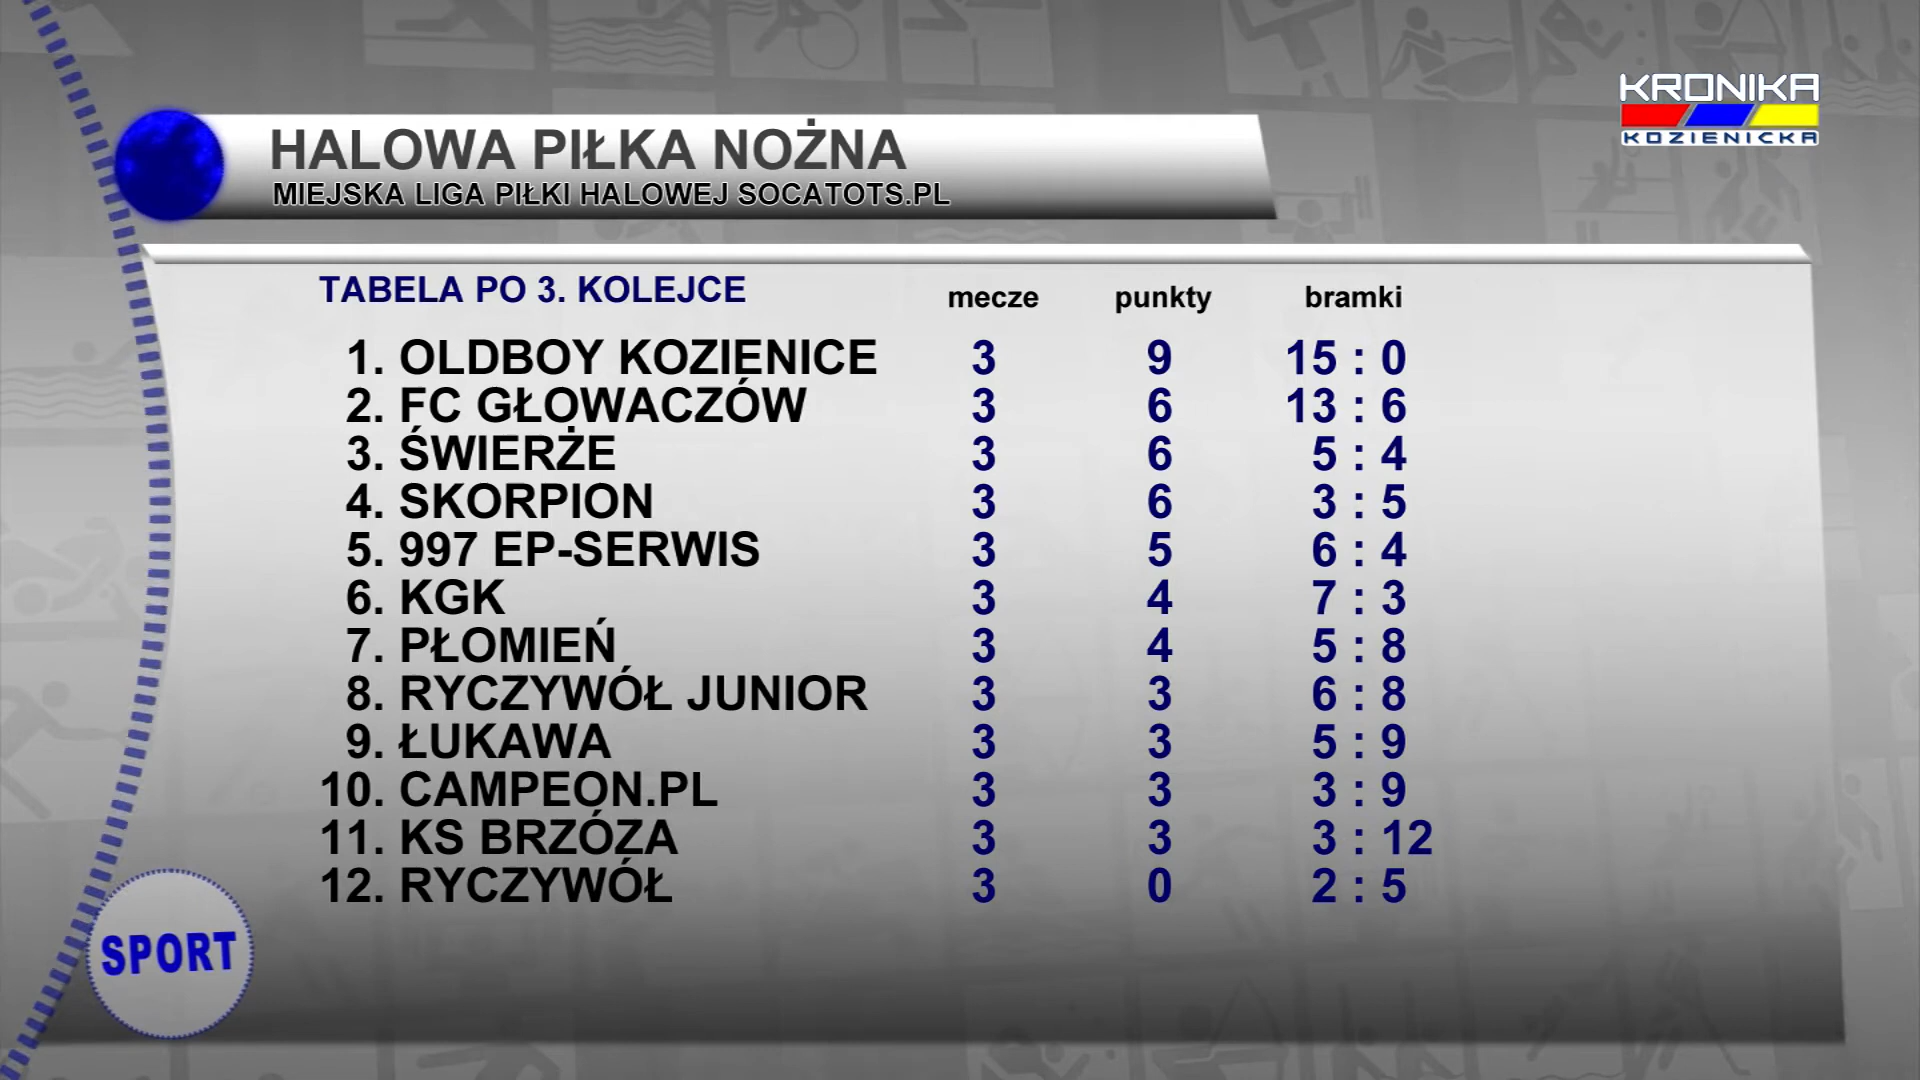 KRONIKA
KOZIENICKA
HALOWA PIŁKA NOŻNA
MIEJSKA LIGA PIŁKI HALOWEJ SOCATOTS.PL
TABELA PO 3. KOLEJCE mecze punkty bramki
1. OLDBOY KOZIENICE 3 9 15 : 0
2. FC GŁOWACZÓW 3 6 13 : 6
3. ŚWIERŻE 3 6 5 : 4
4. SKORPION 3 6 3 : 5
5. 997 EP-SERWIS 3 5 6 : 4
6. KGK 3 4 7 : 3
7. PŁOMIEŃ 3 4 5 : 8
8. RYCZYWÓŁ JUNIOR 3 3 6 : 8
9. ŁUKAWA 3 3 5 : 9
10. CAMPEON.PL 3 3 3 : 9
11. KS BRZÓZA 3 3 3 : 12
12. RYCZYWÓŁ 3 0 2 : 5
SPORT